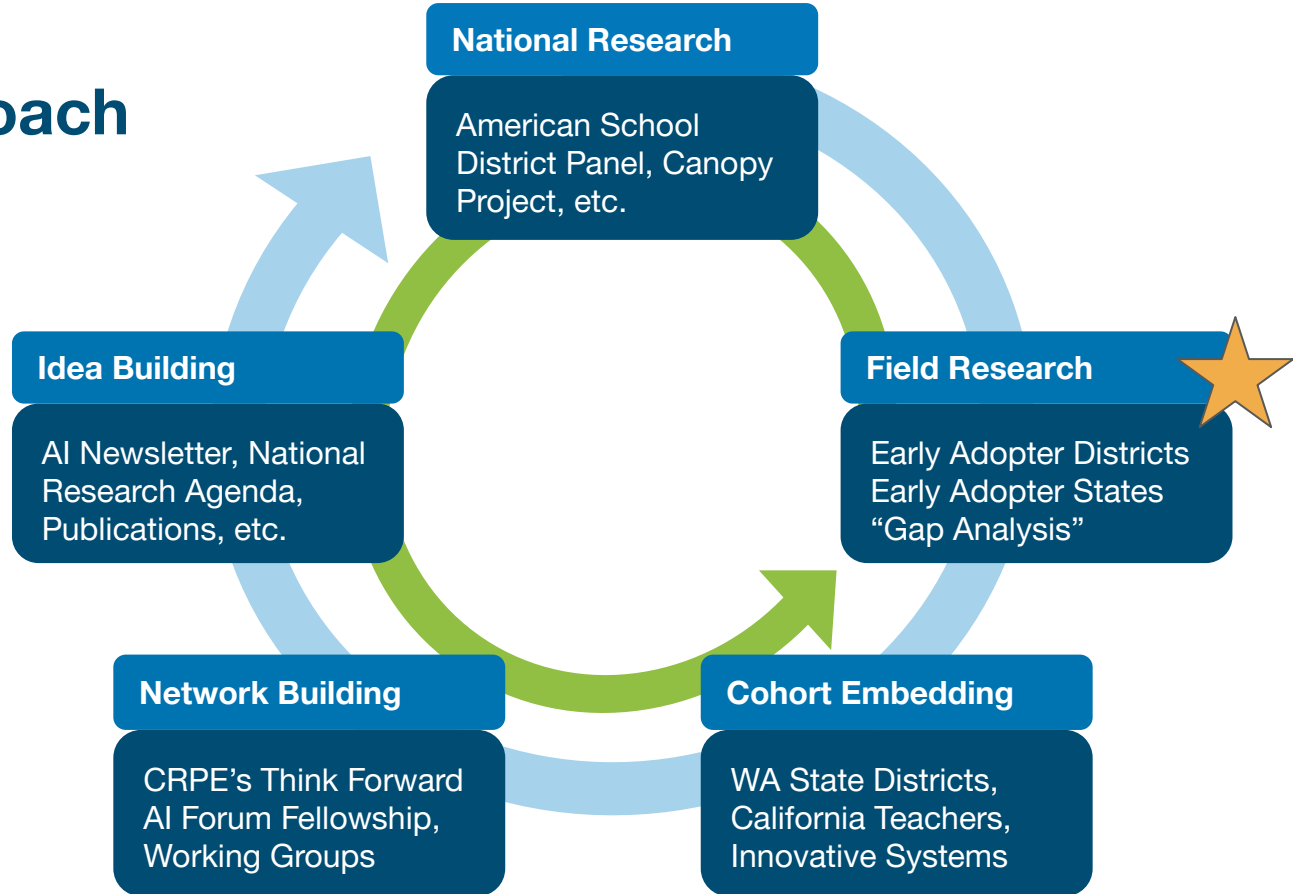 National Research
American School
District Panel, Canopy
Project, etc.
Idea Building
AI Newsletter, National
Research Agenda,
Publications, etc.
Field Research
Early Adopter Districts
Early Adopter States
“Gap Analysis”
Network Building
CRPE’s Think Forward
AI Forum Fellowship,
Working Groups
Cohort Embedding
WA State Districts,
California Teachers,
Innovative Systems